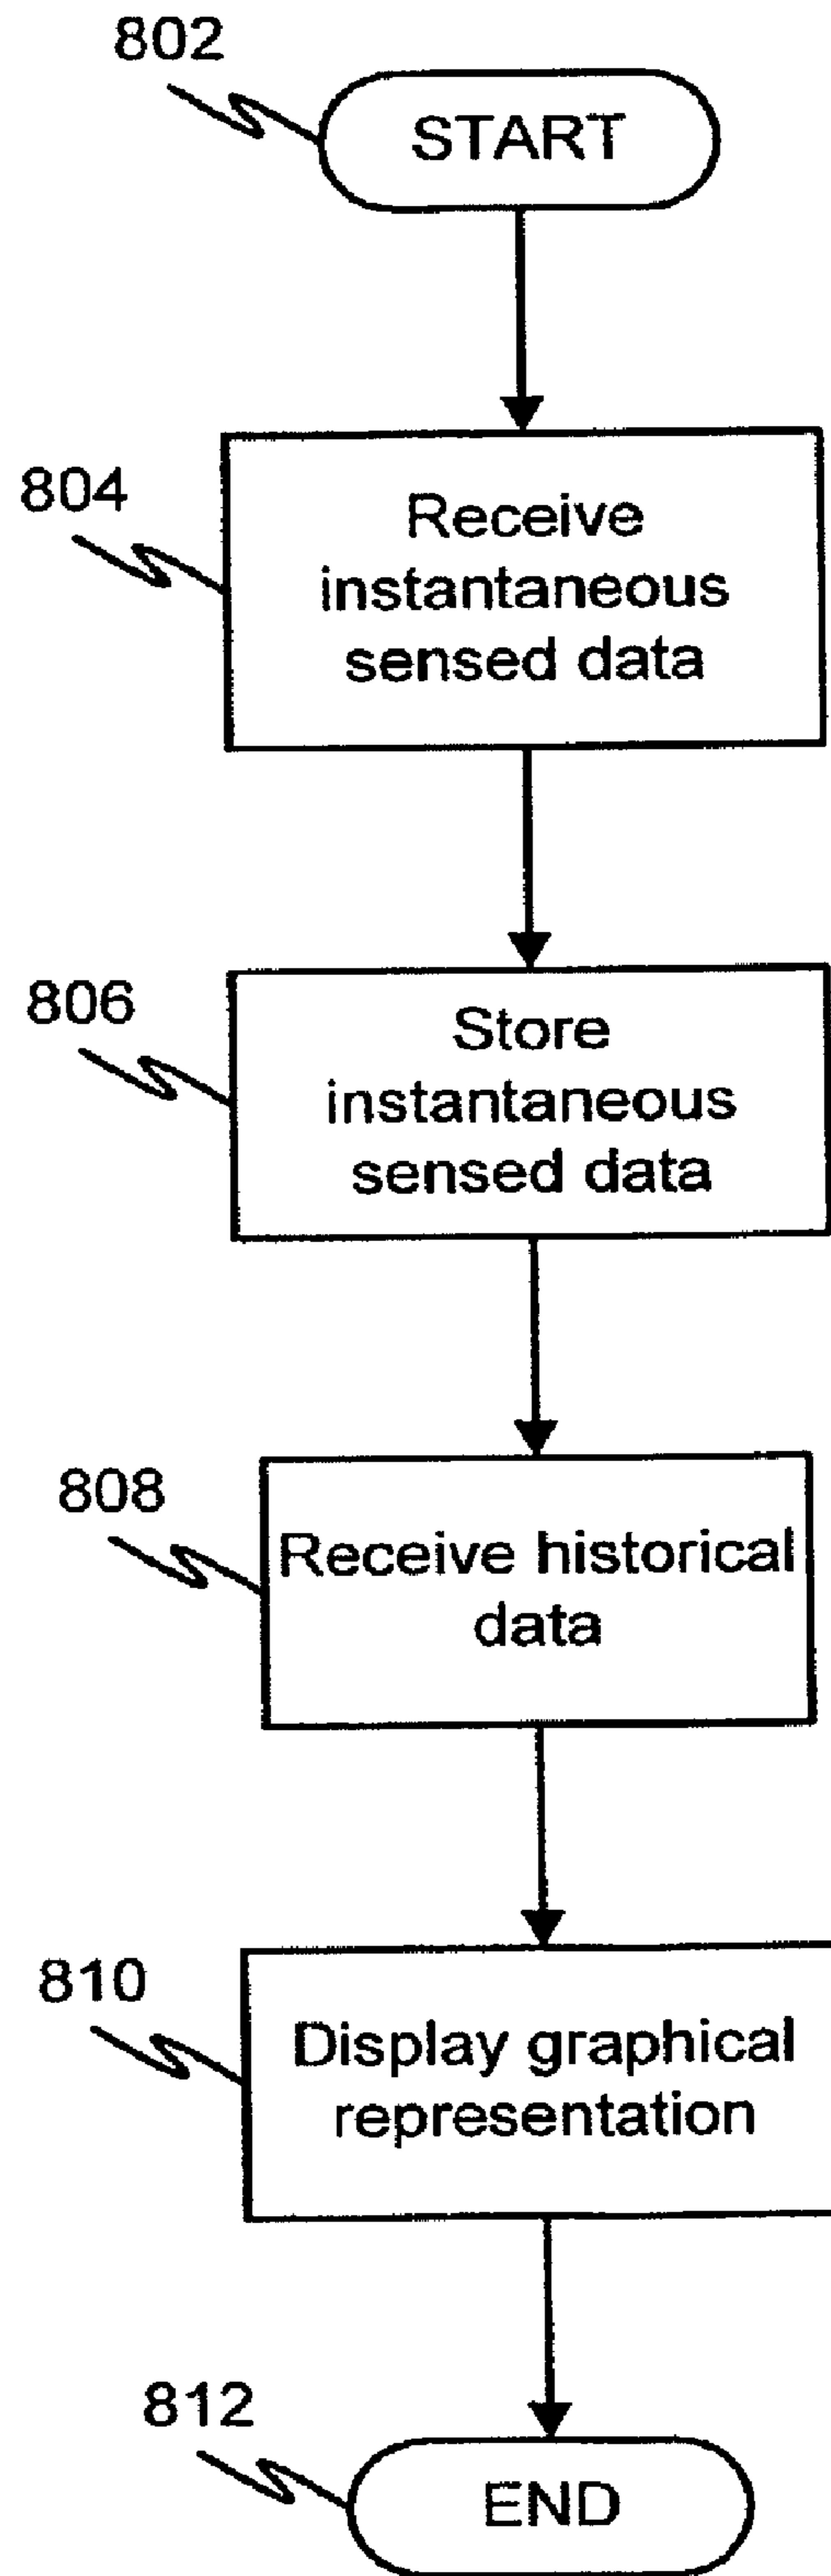 802
START
804
Receive
instantaneous
sensed data
806
Store
instantaneous
sensed data
808
Receive historical
data
810
Display graphical
representation
812
END